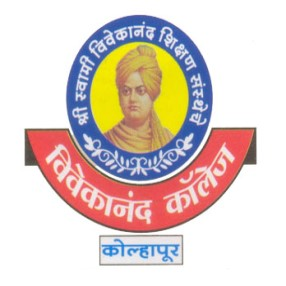 श्री स्वामी विवेकानंद शिक्षण संस्थेचे
विवेकानंद कॉलेज
कोल्हापूर